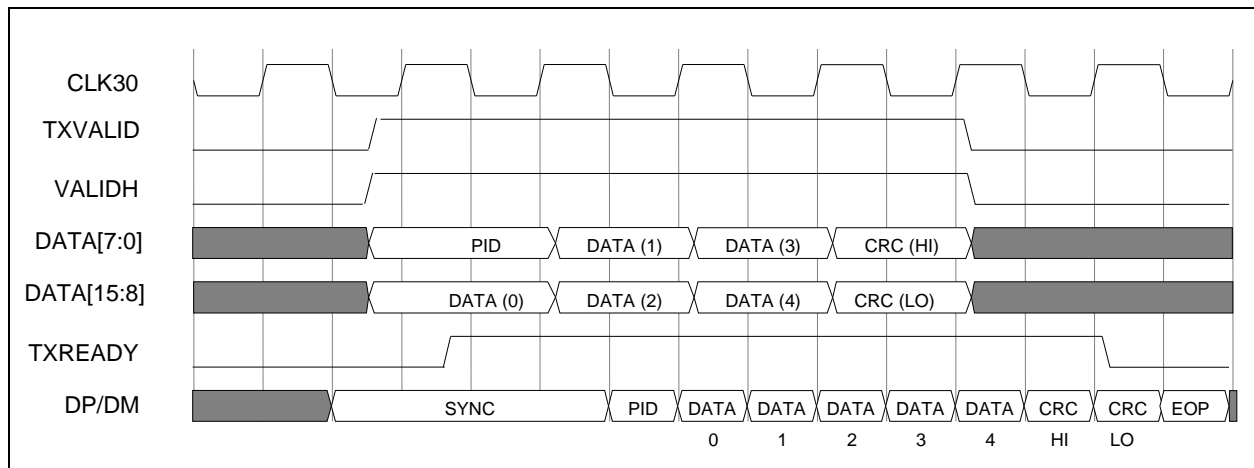 CLK30
TXVALID
VALIDH
DATA[7:0] PID DATA (1) DATA (3) CRC (HI)
DATA[15:8] DATA (0) DATA (2) DATA (4) CRC (LO)
TXREADY
DP/DM SYNC PID DATA DATA DATA DATA DATA CRC CRC EOP
0 1 2 3 4 HI LO